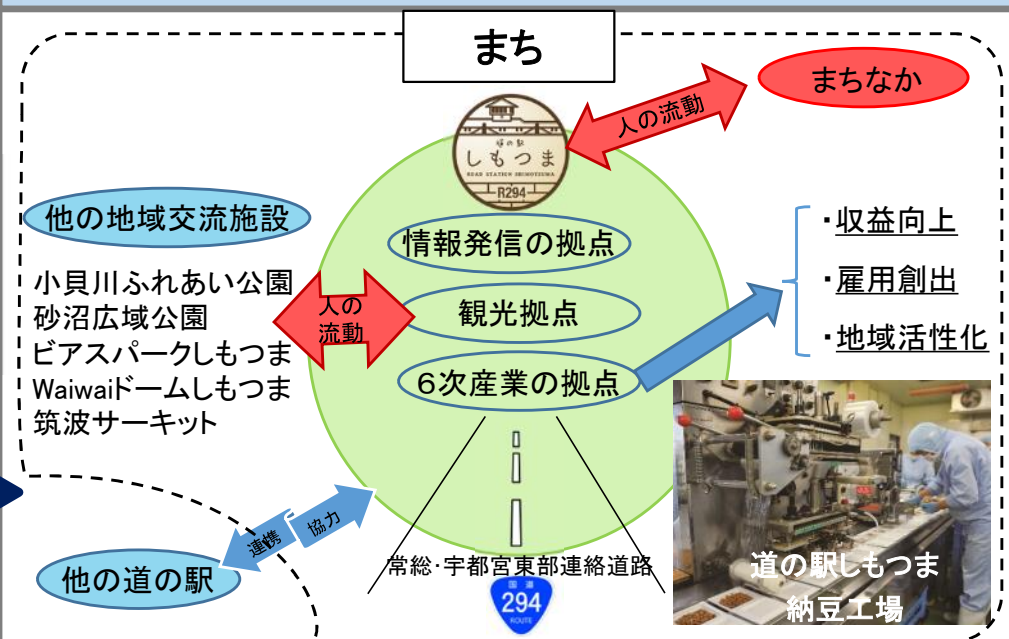 まち
まちなか
人の流動
道の駅
しもつま
ROAD STATION SHIMOTSUMA
R294
他の地域交流施設
小貝川ふれあい公園
砂沼広域公園
ビアスパークしもつま
Waiwaiドームしもつま
筑波サーキット
人の
流動
情報発信の拠点
観光拠点
６次産業の拠点
・収益向上
・雇用創出
・地域活性化
連携
協力
他の道の駅
常総・宇都宮東部連絡道路
国道
294
ROUTE
道の駅しもつま
納豆工場